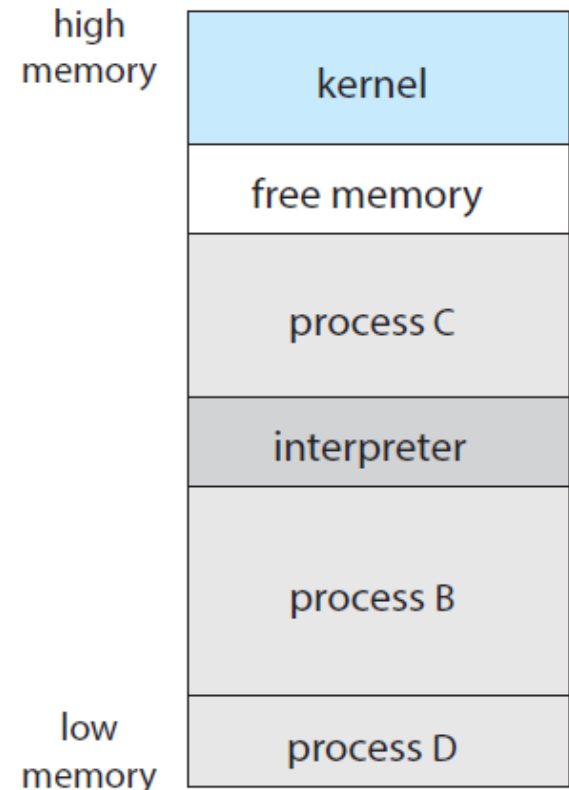 high
memory
kernel
free memory
process C
interpreter
process B
low
memory
process D